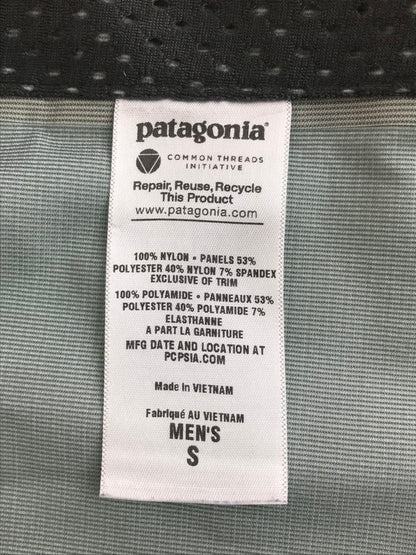 patagonia®
COMMON THREADS
INITIATIVE
Repair, Reuse, Recycle
This Product
www.patagonia.com
100% NYLON • PANELS 53%
POLYESTER 40% NYLON 7% SPANDEX
EXCLUSIVE OF TRIM
100% POLYAMIDE • PANNEAUX 53%
POLYESTER 40% POLYAMIDE 7%
ELASTHANNE
A PART LA GARNITURE
MFG DATE AND LOCATION AT
PCPSIA.COM
Made in VIETNAM
Fabriqué AU VIETNAM
MEN'S
S